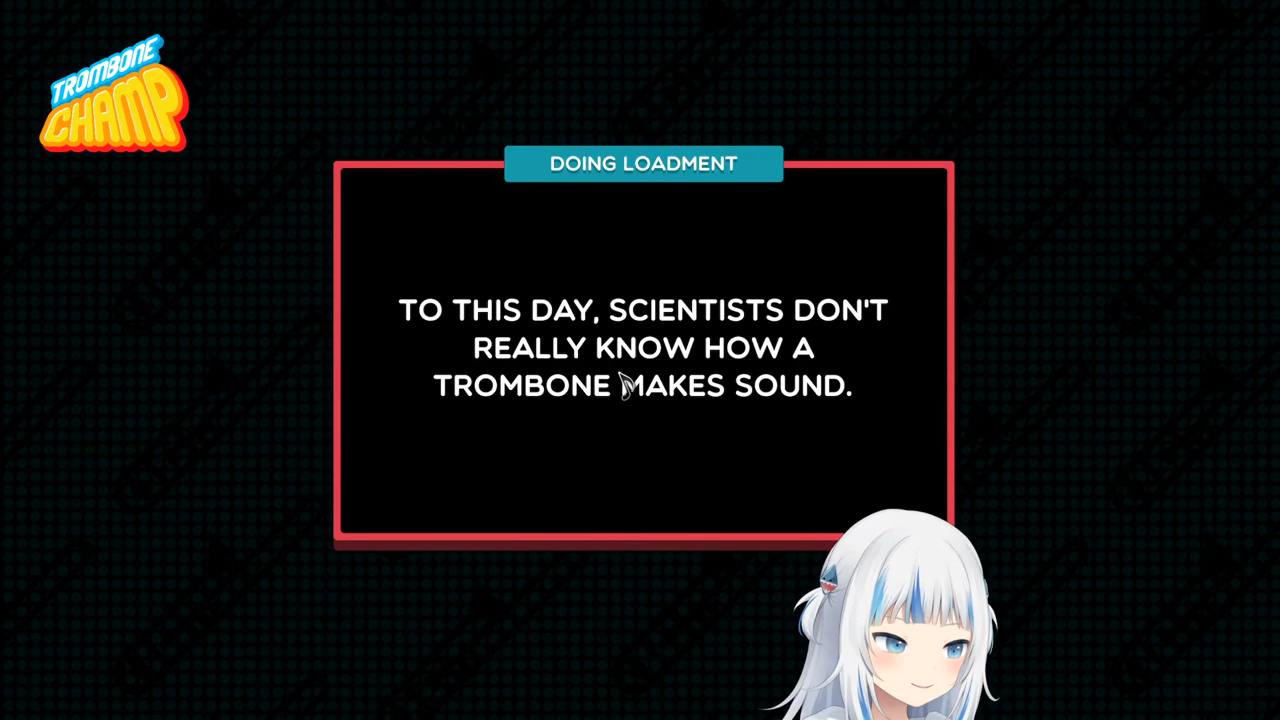 TROMBONE
CHAMP
DOING LOADMENT
TO THIS DAY, SCIENTISTS DON'T
REALLY KNOW HOW A
TROMBONE MAKES SOUND.